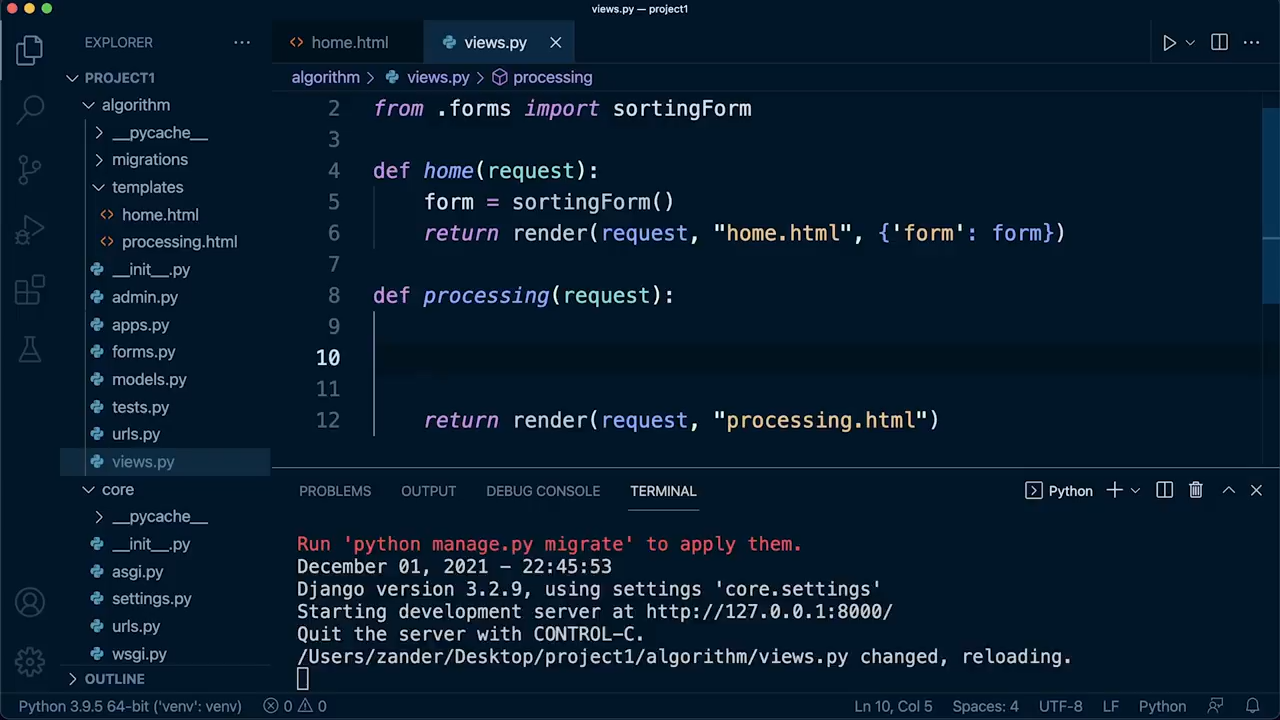 views.py — project1
EXPLORER
home.html
views.py
PROJECT1
algorithm > views.py > processing
algorithm
__pycache__
migrations
templates
home.html
processing.html
__init__.py
admin.py
apps.py
forms.py
models.py
tests.py
urls.py
views.py
core
__pycache__
__init__.py
asgi.py
settings.py
urls.py
wsgi.py
OUTLINE
2 from .forms import sortingForm
3
4 def home(request):
5 form = sortingForm()
6 return render(request, "home.html", {'form': form})
7
8 def processing(request):
9
10
11
12 return render(request, "processing.html")
PROBLEMS OUTPUT DEBUG CONSOLE TERMINAL
Python
Run 'python manage.py migrate' to apply them.
December 01, 2021 - 22:45:53
Django version 3.2.9, using settings 'core.settings'
Starting development server at http://127.0.0.1:8000/
Quit the server with CONTROL-C.
/Users/zander/Desktop/project1/algorithm/views.py changed, reloading.
Python 3.9.5 64-bit ('venv': venv) 0 0 Ln 10, Col 5 Spaces: 4 UTF-8 LF Python